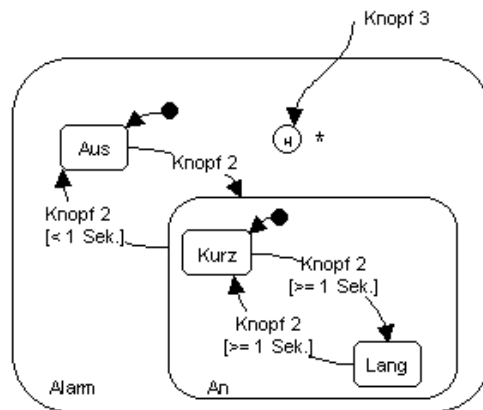 Knopf 3
H *
Aus
Knopf 2
Knopf 2
[< 1 Sek.]
Kurz
Knopf 2
[>= 1 Sek.]
Knopf 2
[>= 1 Sek.]
Lang
Alarm
An